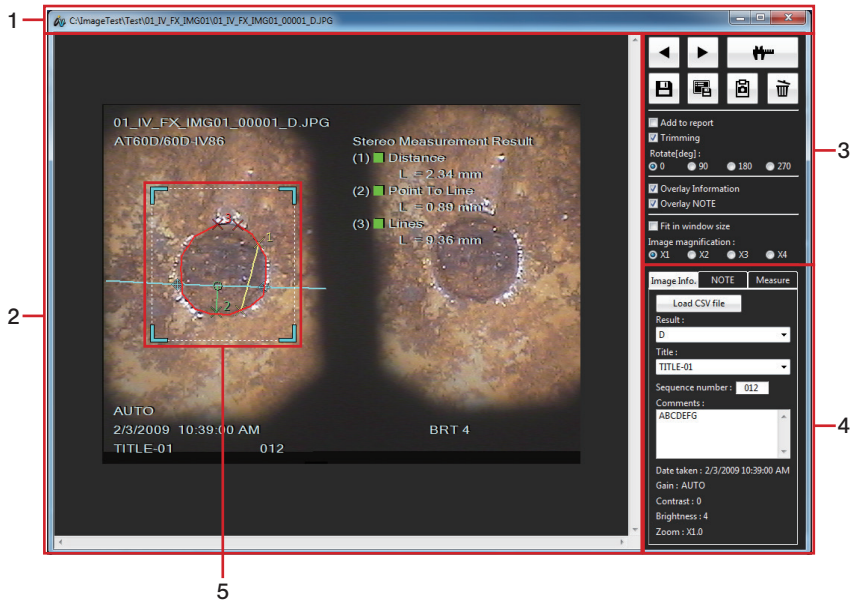 C:\ImageTest\Test\01_IV_FX_IMG01\01_IV_FX_IMG01_00001_D.JPG
1
01_IV_FX_IMG01_00001_D.JPG
AT60D/60D-IV86
Stereo Measurement Result
(1) Distance
L = 2.34 mm
(2) Point To Line
L = 0.89 mm
(3) Lines
L = 9.36 mm
3
1
2
AUTO
2/3/2009 10:39:00 AM
BRT 4
TITLE-01 012
2
5
Add to report
Trimming
Rotate[deg] :
0 90 180 270
Overlay Information
Overlay NOTE
Fit in window size
Image magnification :
X1 X2 X3 X4
3
Image Info. NOTE Measure
Load CSV file
Result :
D
Title :
TITLE-01
Sequence number : 012
Comments :
ABCDEFG
Date taken : 2/3/2009 10:39:00 AM
Gain : AUTO
Contrast : 0
Brightness : 4
Zoom : X1.0
4